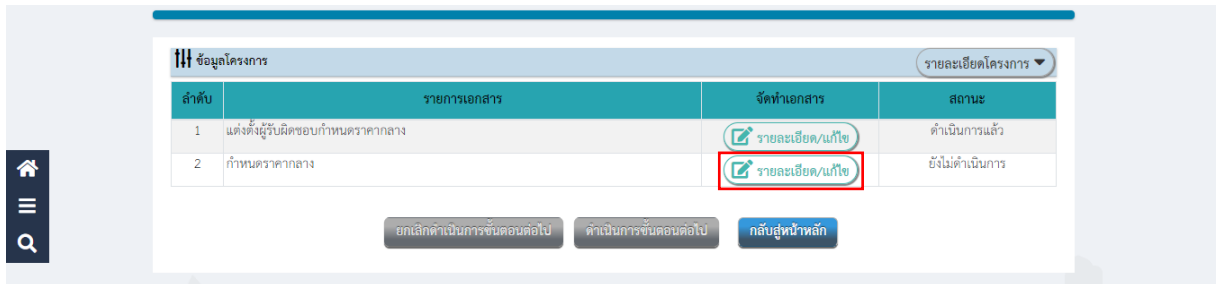 ข้อมูลโครงการ
รายละเอียดโครงการ
ลำดับ รายการเอกสาร จัดทำเอกสาร สถานะ
1 แต่งตั้งผู้รับผิดชอบกำหนดราคากลาง รายละเอียด/แก้ไข ดำเนินการแล้ว
2 กำหนดราคากลาง รายละเอียด/แก้ไข ยังไม่ดำเนินการ
ยกเลิกดำเนินการขั้นตอนต่อไป ดำเนินการขั้นตอนต่อไป กลับสู่หน้าหลัก